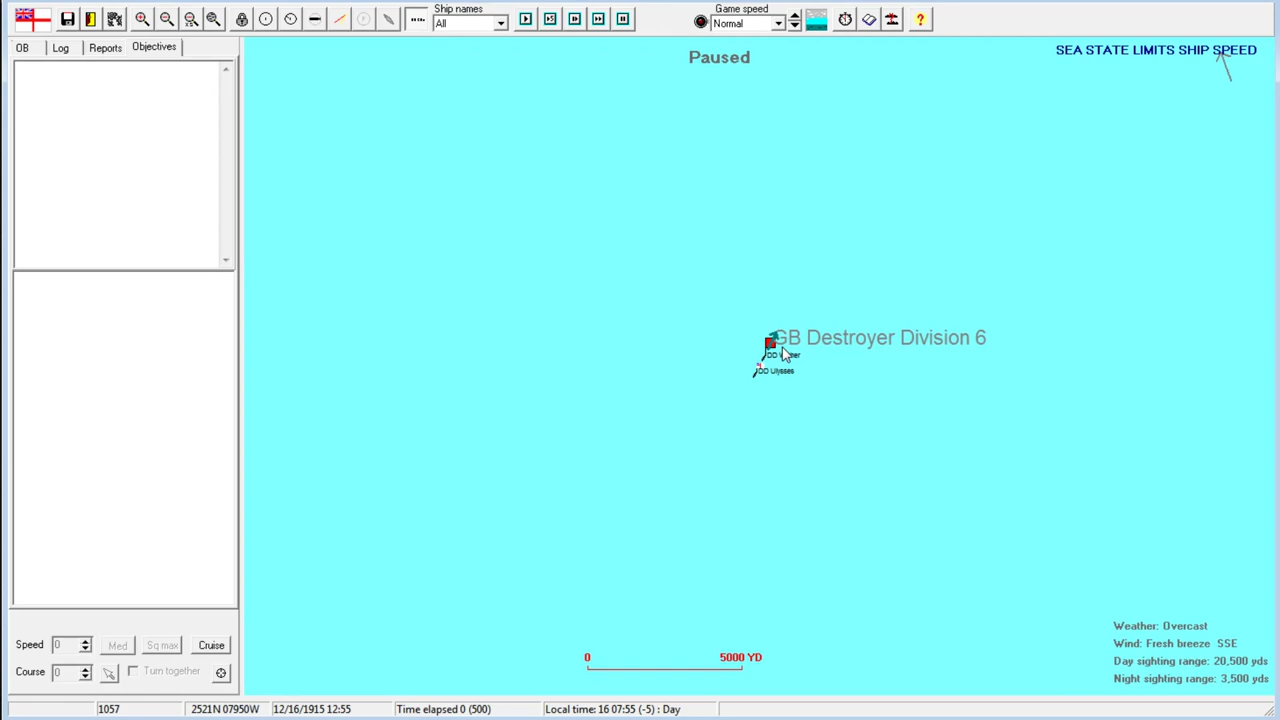 Ship names
All
Game speed
Normal
?
OB
Log
Reports
Objectives
Paused
SEA STATE LIMITS SHIP SPEED
GB Destroyer Division 6
DD
DD Ulysses
0
5000 YD
Weather: Overcast
Wind: Fresh breeze SSE
Day sighting range: 20,500 yds
Night sighting range: 3,500 yds
Speed
0
Med
Sq max
Cruise
Course
0
Turn together
1057
2521N 07950W
12/16/1915 12:55
Time elapsed 0 (500)
Local time: 16 07:55 (-5) : Day